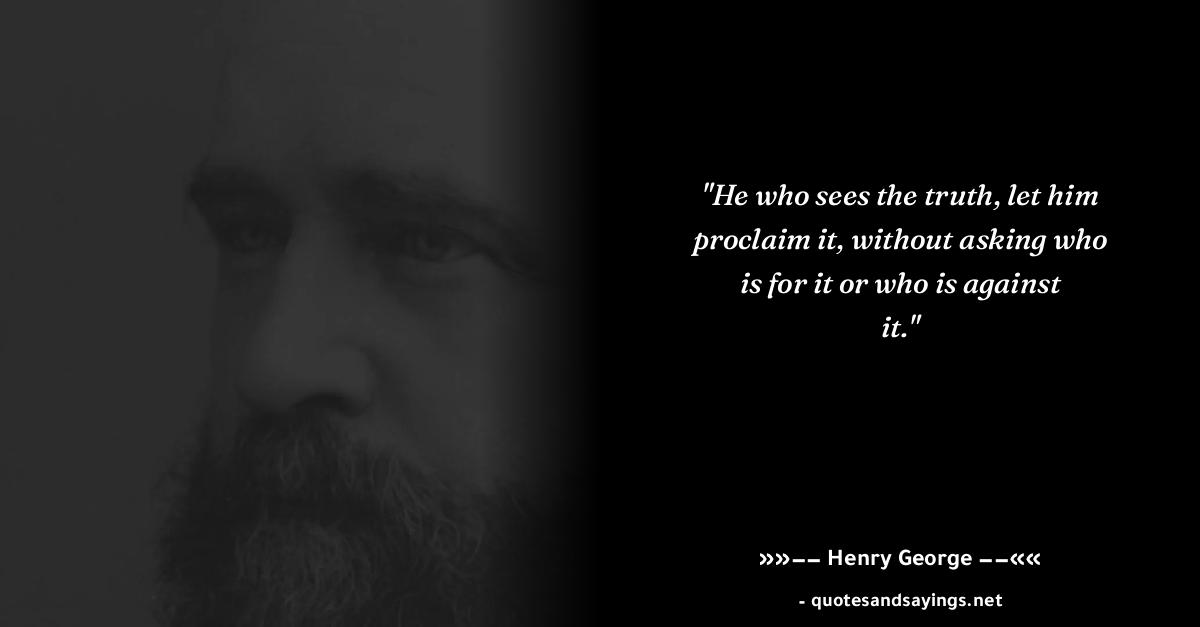 "He who sees the truth, let him
proclaim it, without asking who
is for it or who is against
it."
»»–– Henry George ––««
- quotesandsayings.net